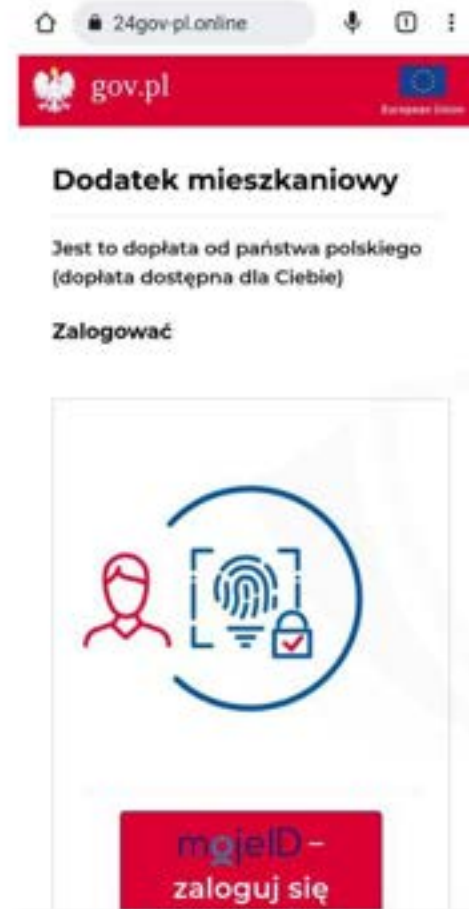 24gov-pl.online
1
gov.pl
European Union
Dodatek mieszkaniowy
Jest to dopłata od państwa polskiego
(dopłata dostępna dla Ciebie)
Zalogować
mojeID –
zaloguj się